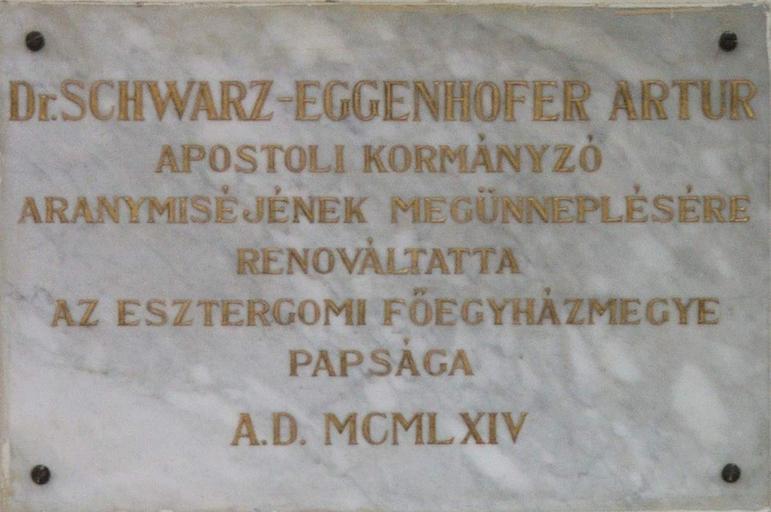 Dr. SCHWARZ-EGGENHOFER ARTUR
APOSTOLI KORMÁNYZÓ
ARANYMISÉJÉNEK MEGÜNNEPLÉSÉRE
RENOVÁLTATTA
AZ ESZTERGOMI FŐEGYHÁZMEGYE
PAPSÁGA
A.D. MCMLXIV